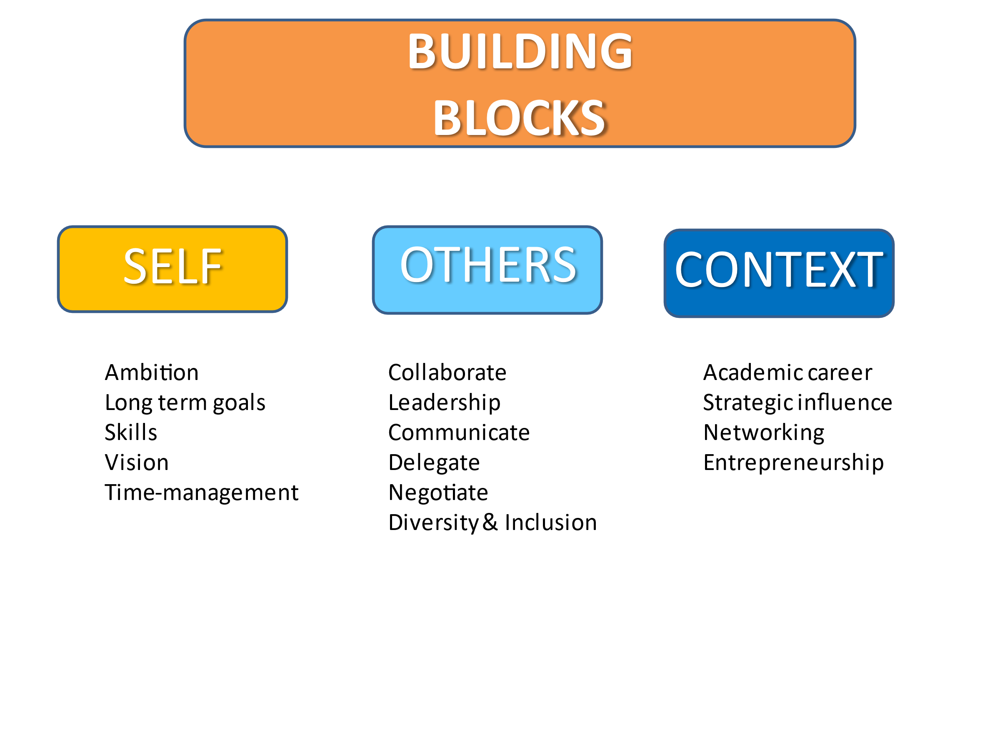 BUILDING
BLOCKS
SELF
OTHERS
CONTEXT
Ambition
Long term goals
Skills
Vision
Time-management
Collaborate
Leadership
Communicate
Delegate
Negotiate
Diversity& Inclusion
Academic career
Strategic influence
Networking
Entrepreneurship